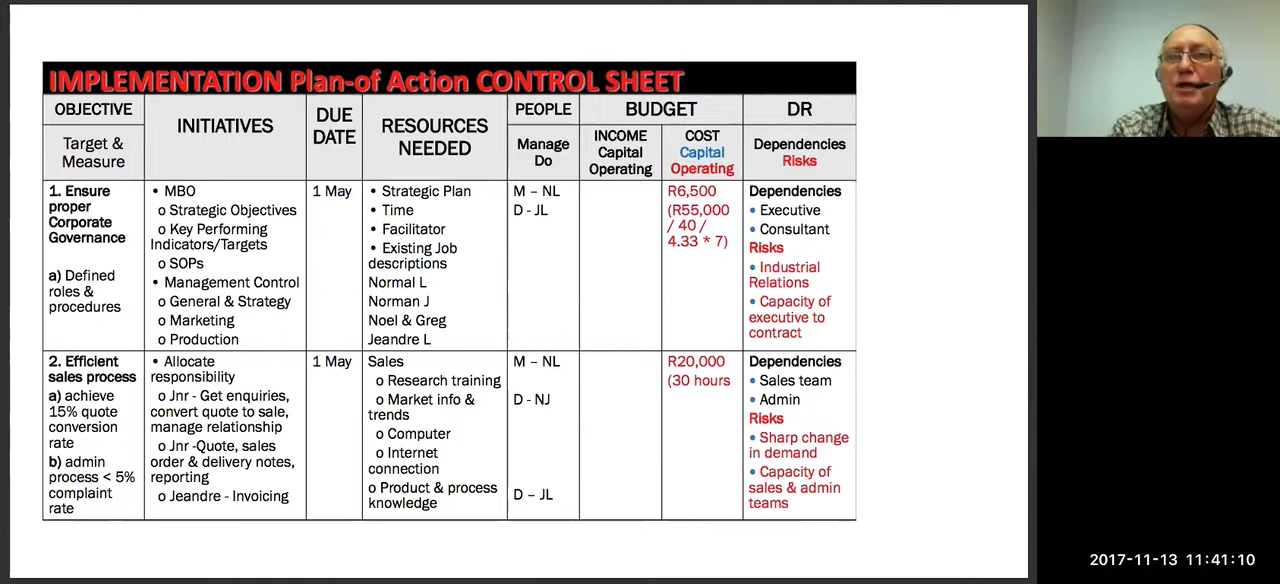 IMPLEMENTATION Plan-of Action CONTROL SHEET
OBJECTIVE
Target &
Measure
INITIATIVES
DUE
DATE
RESOURCES
NEEDED
PEOPLE
Manage
Do
BUDGET
INCOME
Capital
Operating
COST
Capital
Operating
DR
Dependencies
Risks
1. Ensure
proper
Corporate
Governance
a) Defined
roles &
procedures
• MBO
o Strategic Objectives
o Key Performing
Indicators/Targets
o SOPs
• Management Control
o General & Strategy
o Marketing
o Production
1 May
• Strategic Plan
• Time
• Facilitator
• Existing Job
descriptions
Normal L
Norman J
Noel & Greg
Jeandre L
M – NL
D - JL
R6,500
(R55,000
/ 40 /
4.33 * 7)
Dependencies
• Executive
• Consultant
Risks
• Industrial
Relations
• Capacity of
executive to
contract
2. Efficient
sales process
a) achieve
15% quote
conversion
rate
b) admin
process < 5%
complaint
rate
• Allocate
responsibility
o Jnr - Get enquiries,
convert quote to sale,
manage relationship
o Jnr -Quote, sales
order & delivery notes,
reporting
o Jeandre - Invoicing
1 May
Sales
o Research training
o Market info &
trends
o Computer
o Internet
connection
o Product & process
knowledge
M – NL
D - NJ
D – JL
R20,000
(30 hours
Dependencies
• Sales team
• Admin
Risks
• Sharp change
in demand
• Capacity of
sales & admin
teams
2017-11-13 11:41:10